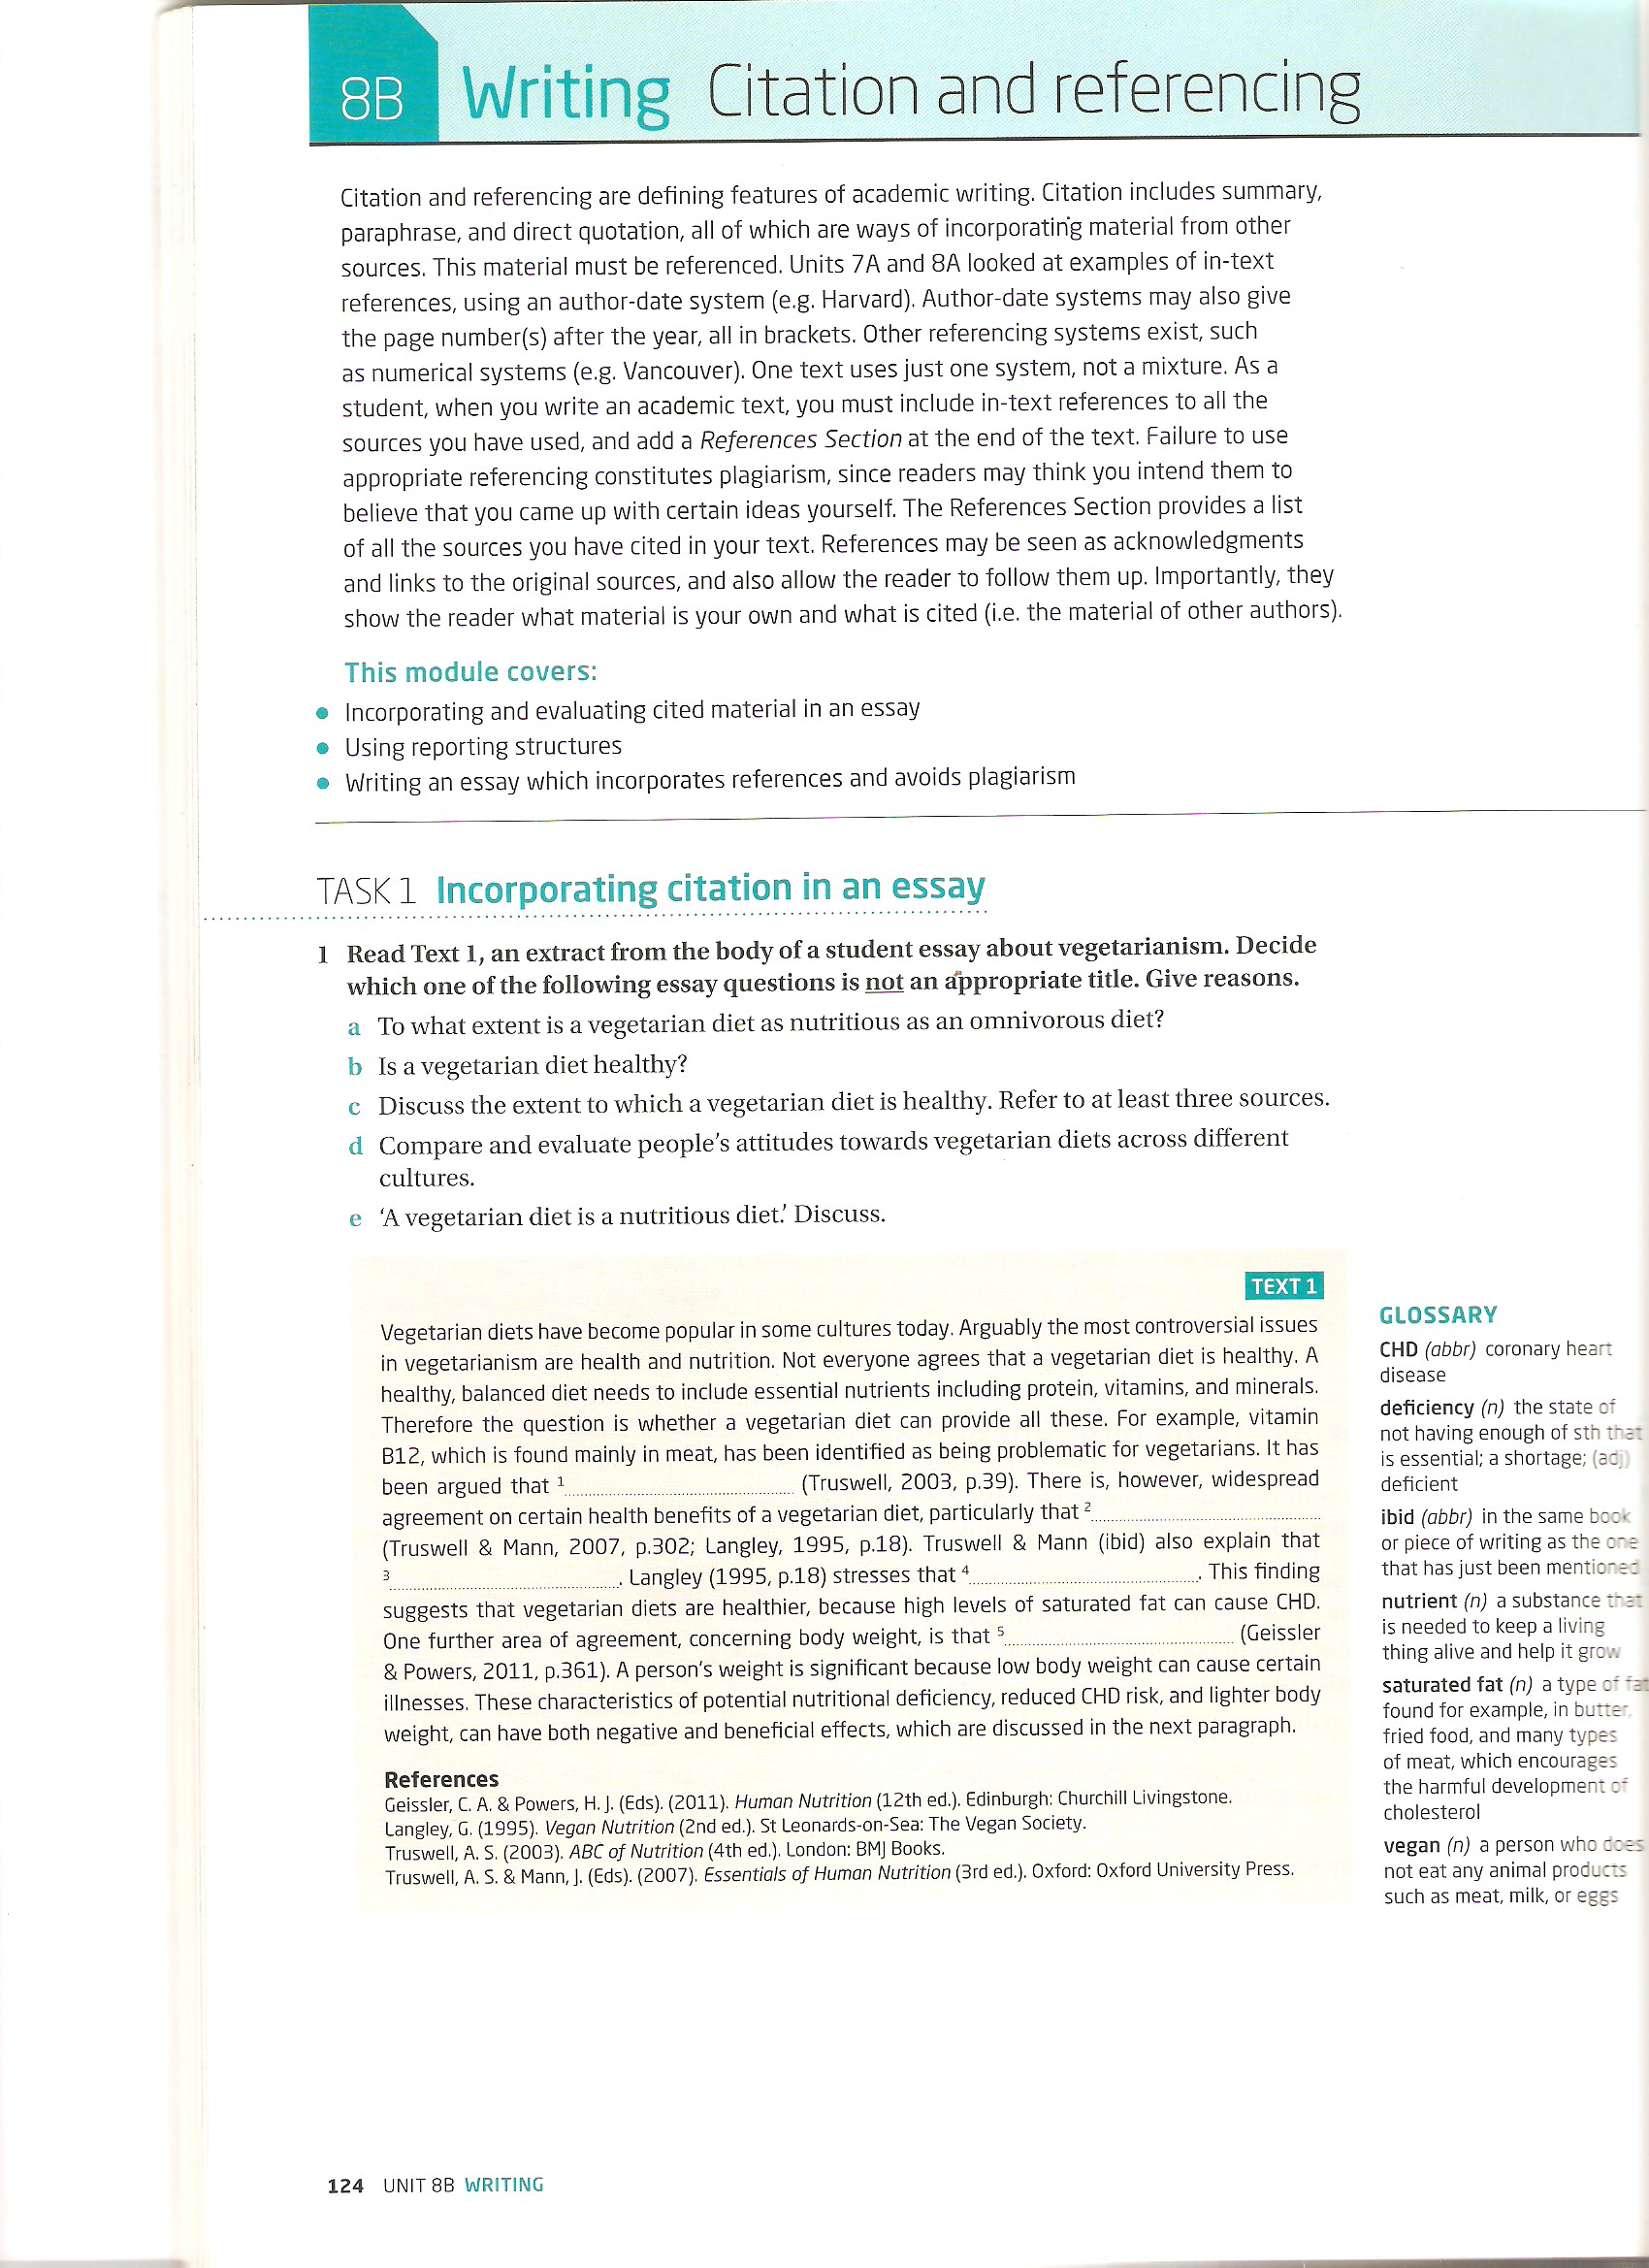 8B Writing Citation and referencing
Citation and referencing are defining features of academic writing. Citation includes summary,
paraphrase, and direct quotation, all of which are ways of incorporating material from other
sources. This material must be referenced. Units 7A and 8A looked at examples of in-text
references, using an author-date system (e.g. Harvard). Author-date systems may also give
the page number(s) after the year, all in brackets. Other referencing systems exist, such
as numerical systems (e.g. Vancouver). One text uses just one system, not a mixture. As a
student, when you write an academic text, you must include in-text references to all the
sources you have used, and add a References Section at the end of the text. Failure to use
appropriate referencing constitutes plagiarism, since readers may think you intend them to
believe that you came up with certain ideas yourself. The References Section provides a list
of all the sources you have cited in your text. References may be seen as acknowledgments
and links to the original sources, and also allow the reader to follow them up. Importantly, they
show the reader what material is your own and what is cited (i.e. the material of other authors).
This module covers:
• Incorporating and evaluating cited material in an essay
• Using reporting structures
• Writing an essay which incorporates references and avoids plagiarism
TASK 1 Incorporating citation in an essay
1 Read Text 1, an extract from the body of a student essay about vegetarianism. Decide
which one of the following essay questions is not an appropriate title. Give reasons.
a To what extent is a vegetarian diet as nutritious as an omnivorous diet?
b Is a vegetarian diet healthy?
c Discuss the extent to which a vegetarian diet is healthy. Refer to at least three sources.
d Compare and evaluate people's attitudes towards vegetarian diets across different
cultures.
e 'A vegetarian diet is a nutritious diet.' Discuss.
TEXT 1
Vegetarian diets have become popular in some cultures today. Arguably the most controversial issues
in vegetarianism are health and nutrition. Not everyone agrees that a vegetarian diet is healthy. A
healthy, balanced diet needs to include essential nutrients including protein, vitamins, and minerals.
Therefore the question is whether a vegetarian diet can provide all these. For example, vitamin
B12, which is found mainly in meat, has been identified as being problematic for vegetarians. It has
been argued that 1 ........ (Truswell, 2003, p.39). There is, however, widespread
agreement on certain health benefits of a vegetarian diet, particularly that 2 ........
(Truswell & Mann, 2007, p.302; Langley, 1995, p.18). Truswell & Mann (ibid) also explain that
3 ......... Langley (1995, p.18) stresses that 4 ......... This finding
suggests that vegetarian diets are healthier, because high levels of saturated fat can cause CHD.
One further area of agreement, concerning body weight, is that 5 ........ (Geissler
& Powers, 2011, p.361). A person's weight is significant because low body weight can cause certain
illnesses. These characteristics of potential nutritional deficiency, reduced CHD risk, and lighter body
weight, can have both negative and beneficial effects, which are discussed in the next paragraph.
References
Geissler, C. A. & Powers, H. J. (Eds). (2011). Human Nutrition (12th ed.). Edinburgh: Churchill Livingstone.
Langley, G. (1995). Vegan Nutrition (2nd ed.). St Leonards-on-Sea: The Vegan Society.
Truswell, A. S. (2003). ABC of Nutrition (4th ed.). London: BMJ Books.
Truswell, A. S. & Mann, J. (Eds). (2007). Essentials of Human Nutrition (3rd ed.). Oxford: Oxford University Press.
GLOSSARY
CHD (abbr) coronary heart
disease
deficiency (n) the state of
not having enough of sth that
is essential; a shortage; (adj)
deficient
ibid (abbr) in the same book
or piece of writing as the one
that has just been mentioned
nutrient (n) a substance that
is needed to keep a living
thing alive and help it grow
saturated fat (n) a type of fat
found for example, in butter,
fried food, and many types
of meat, which encourages
the harmful development of
cholesterol
vegan (n) a person who does
not eat any animal products
such as meat, milk, or eggs
124 UNIT 8B WRITING